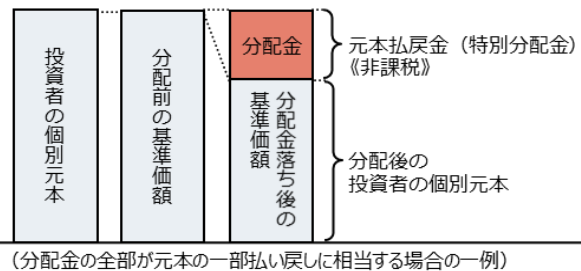 投資者の個別元本
分配前の基準価額
分配金
分配金落ち後の
基準価額
元本払戻金（特別分配金）
《非課税》
分配後の
投資者の個別元本
（分配金の全部が元本の一部払い戻しに相当する場合の一例）